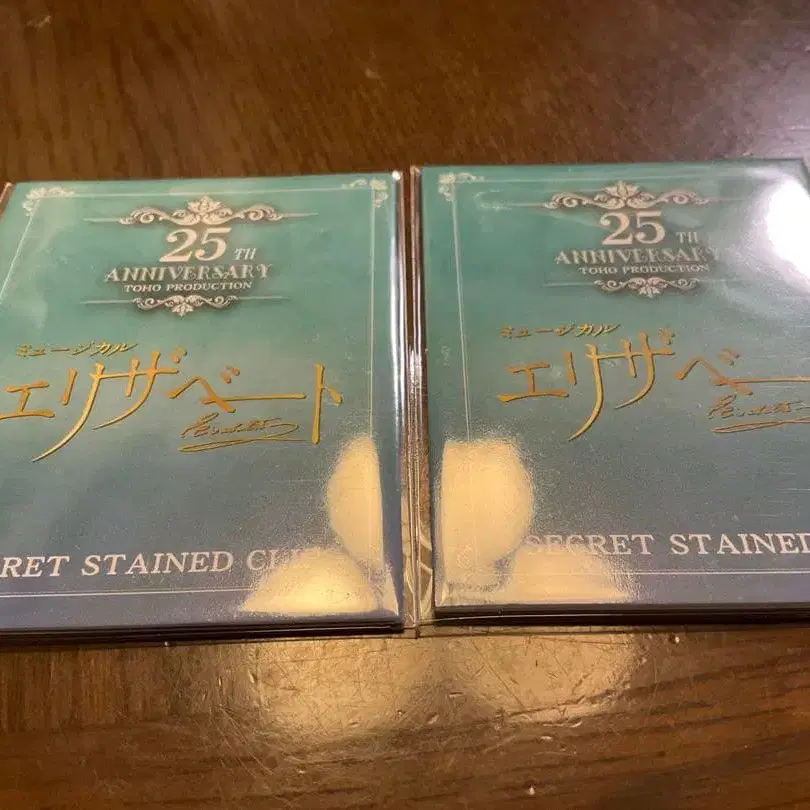 25TH
ANNIVERSARY
TOHO PRODUCTION
ミュージカル
エリザベート
RET STAINED CL
25TH
ANNIVERSARY
TOHO PRODUCTION
ミュージカル
エリザベー
SECRET STAINED